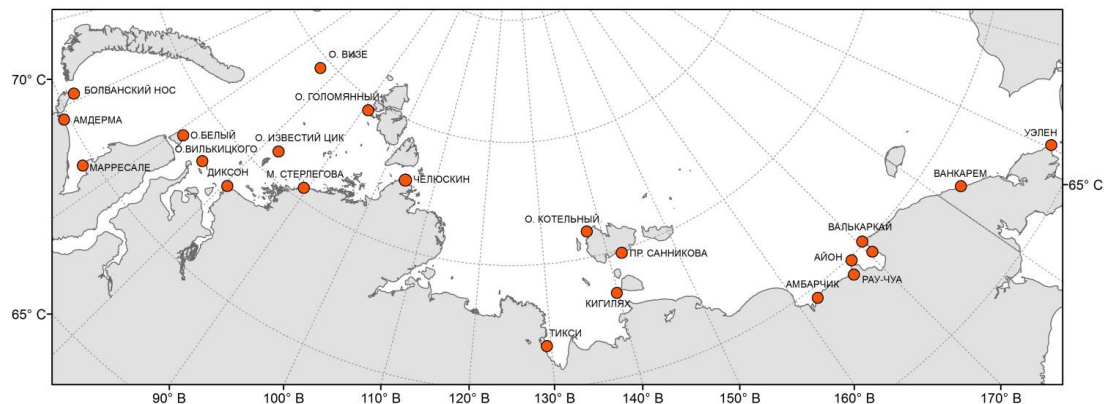 О. ВИЗЕ
70° С
БОЛВАНСКИЙ НОС
О. ГОЛОМЯННЫЙ
АМДЕРМА
О.БЕЛЫЙ
О. ИЗВЕСТИЙ ЦИК
УЭЛЕН
О.ВИЛЬКИЦКОГО
МАРРЕСАЛЕ
ДИКСОН
М. СТЕРЛЕГОВА
ЧЕЛЮСКИН
ВАНКАРЕМ
65° С
О. КОТЕЛЬНЫЙ
ВАЛЬКАРКАЙ
ПР. САННИКОВА
АЙОН
РАУ-ЧУА
АМБАРЧИК
КИГИЛЯХ
65° С
ТИКСИ
90° В
100° В
110° В
120° В
130° В
140° В
150° В
160° В
170° В